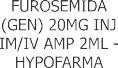 FUROSEMIDA
(GEN) 20MG INJ
IM/IV AMP 2ML -
HYPOFARMA